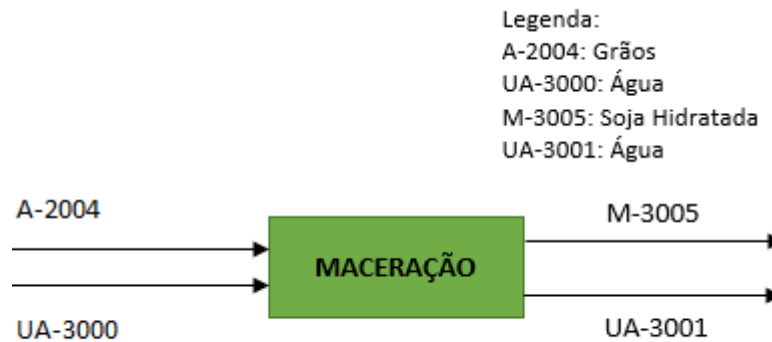 Legenda:
A-2004: Grãos
UA-3000: Água
M-3005: Soja Hidratada
UA-3001: Água
A-2004
M-3005
MACERAÇÃO
UA-3000
UA-3001